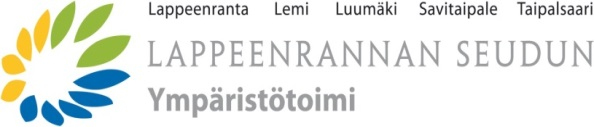 Lappeenranta Lemi Luumäki Savitaipale Taipalsaari
LAPPEENRANNAN SEUDUN
Ympäristötoimi